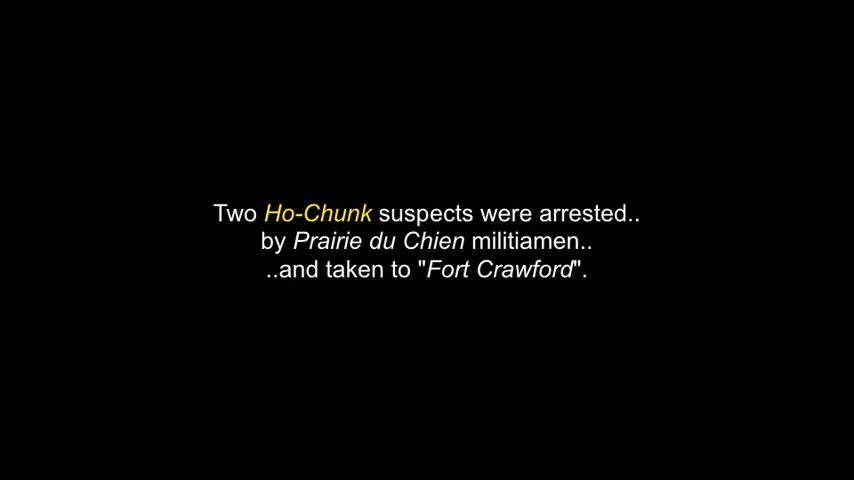 Two Ho-Chunk suspects were arrested..
by Prairie du Chien militiamen..
..and taken to "Fort Crawford".